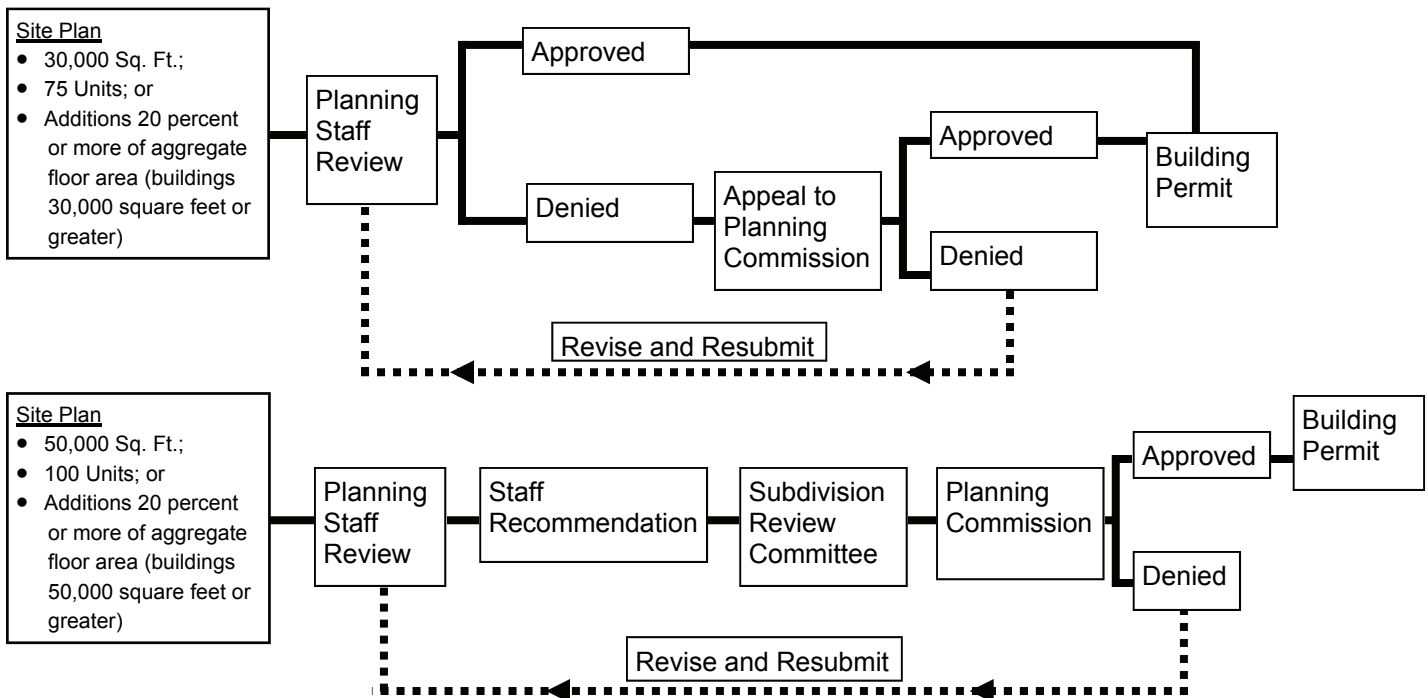 Site Plan
• 30,000 Sq. Ft.;
• 75 Units; or
• Additions 20 percent
or more of aggregate
floor area (buildings
30,000 square feet or
greater)
Planning
Staff
Review
Approved
Denied
Appeal to
Planning
Commission
Approved
Denied
Building
Permit
Revise and Resubmit
Site Plan
• 50,000 Sq. Ft.;
• 100 Units; or
• Additions 20 percent
or more of aggregate
floor area (buildings
50,000 square feet or
greater)
Planning
Staff
Review
Staff
Recommendation
Subdivision
Review
Committee
Planning
Commission
Approved
Denied
Building
Permit
Revise and Resubmit